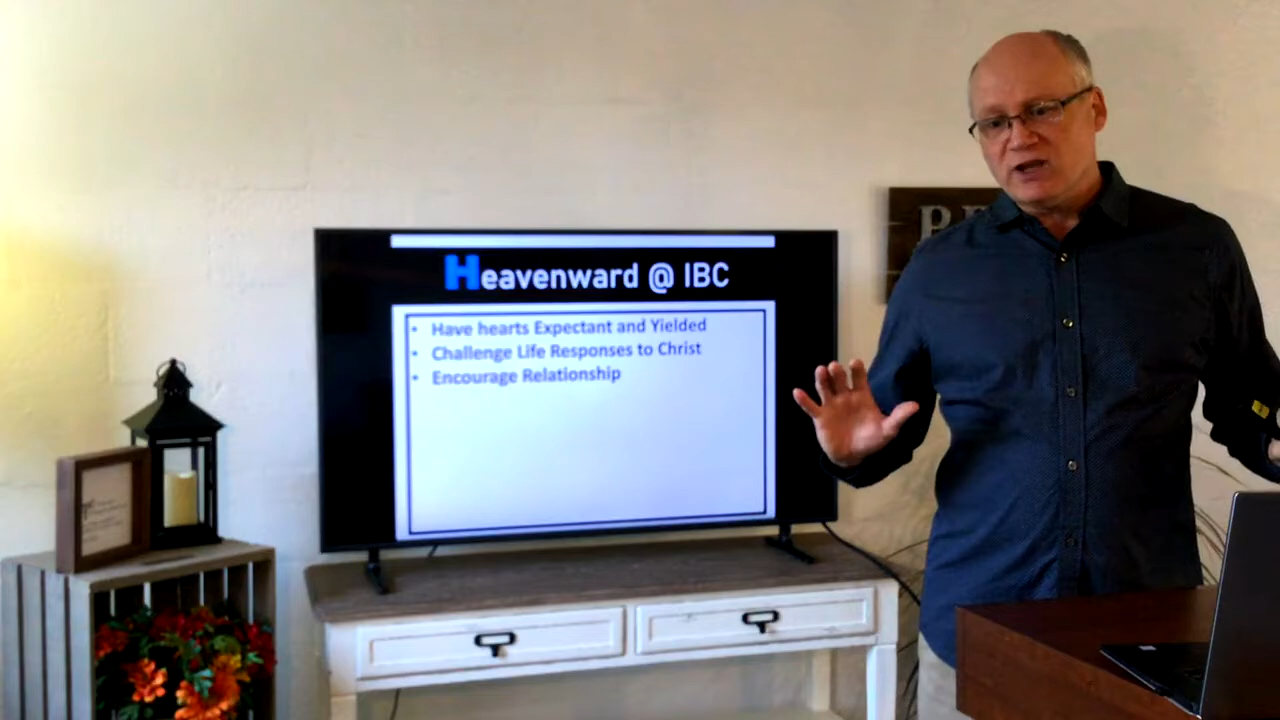 Heavenward @ IBC
• Have hearts Expectant and Yielded
• Challenge Life Responses to Christ
• Encourage Relationship